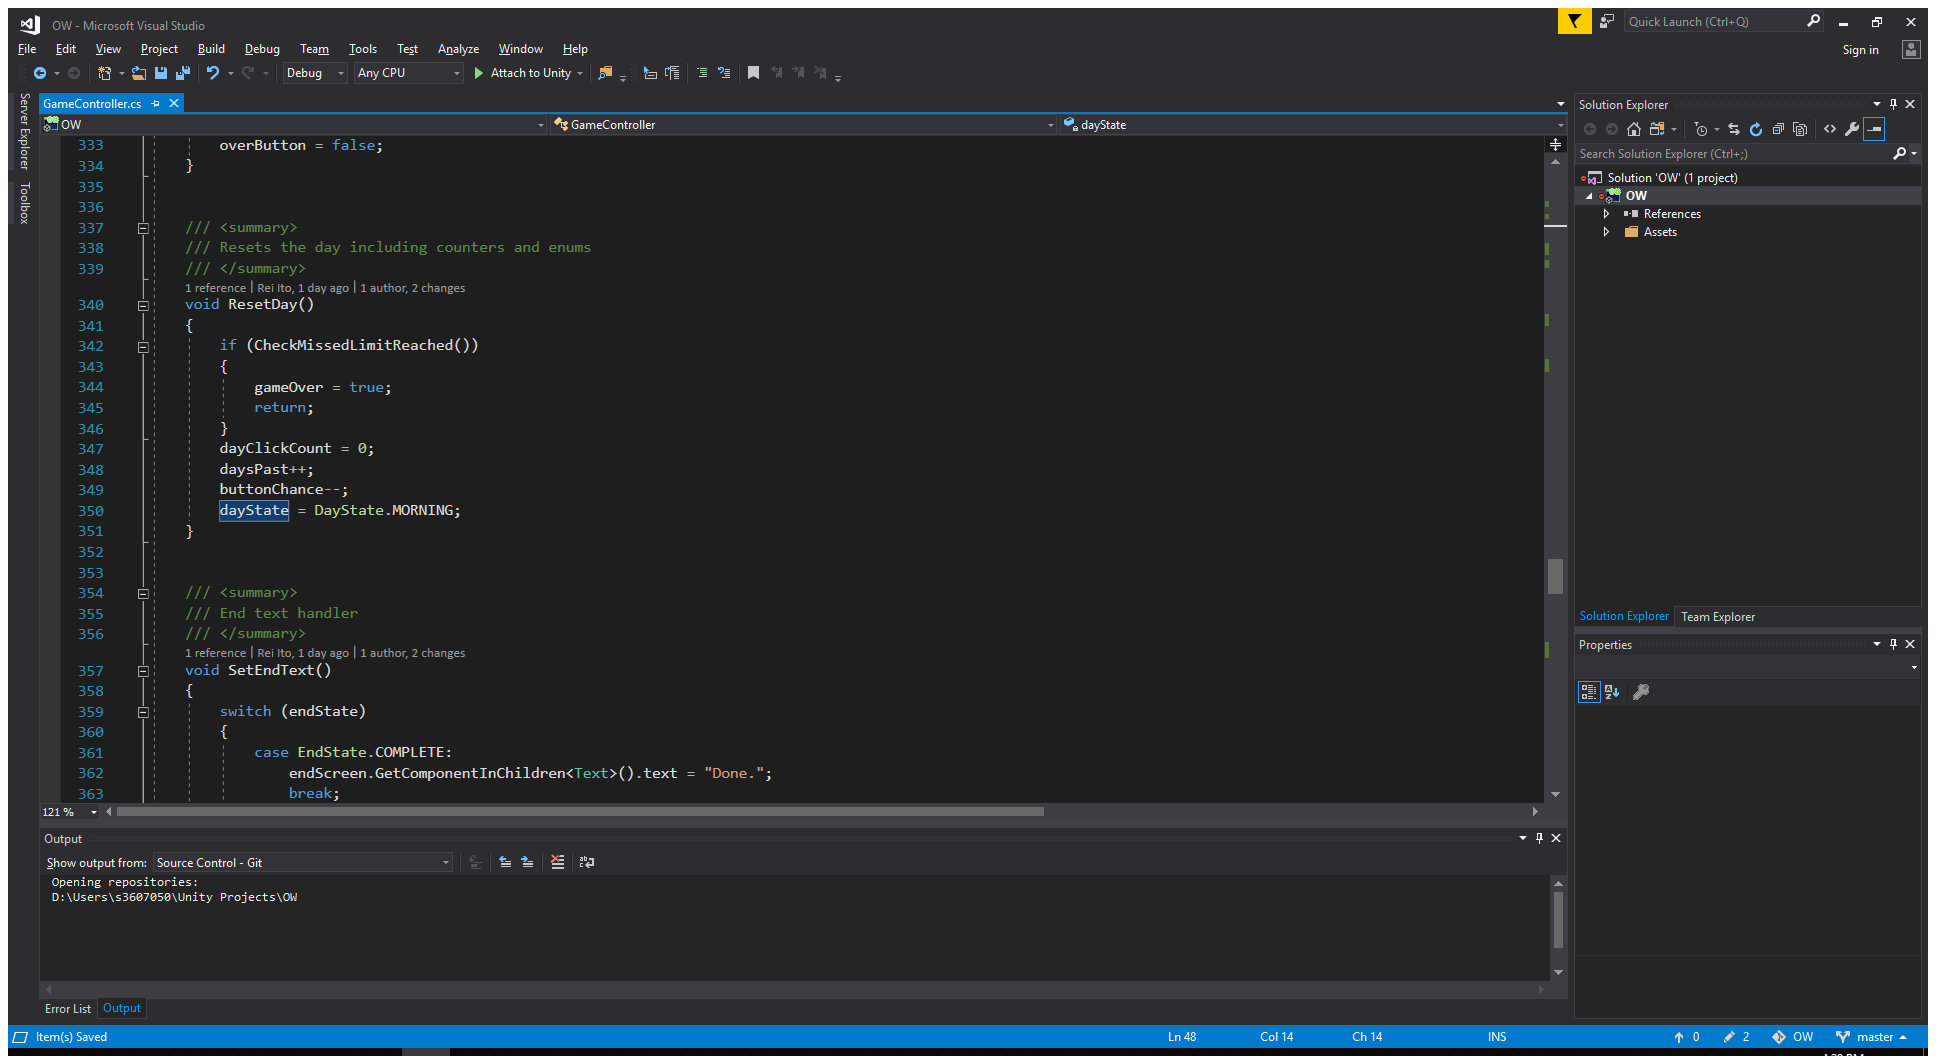 OW - Microsoft Visual Studio
Quick Launch (Ctrl+Q)
File Edit View Project Build Debug Team Tools Test Analyze Window Help
Sign in
Debug Any CPU Attach to Unity
Server Explorer
Toolbox
GameController.cs
OW GameController dayState
333 overButton = false;
334 }
335
336
337 /// <summary>
338 /// Resets the day including counters and enums
339 /// </summary>
1 reference | Rei Ito, 1 day ago | 1 author, 2 changes
340 void ResetDay()
341 {
342 if (CheckMissedLimitReached())
343 {
344 gameOver = true;
345 return;
346 }
347 dayClickCount = 0;
348 daysPast++;
349 buttonChance--;
350 dayState = DayState.MORNING;
351 }
352
353
354 /// <summary>
355 /// End text handler
356 /// </summary>
1 reference | Rei Ito, 1 day ago | 1 author, 2 changes
357 void SetEndText()
358 {
359 switch (endState)
360 {
361 case EndState.COMPLETE:
362 endScreen.GetComponentInChildren<Text>().text = "Done.";
363 break;
121 %
Output
Show output from: Source Control - Git
Opening repositories:
D:\Users\s3607050\Unity Projects\OW
Error List Output
Solution Explorer
Search Solution Explorer (Ctrl+;)
Solution 'OW' (1 project)
OW
References
Assets
Solution Explorer Team Explorer
Properties
Item(s) Saved Ln 48 Col 14 Ch 14 INS 0 2 OW master